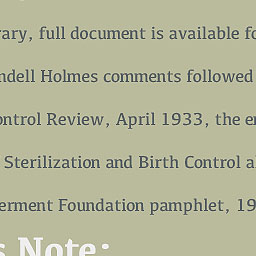 rary, full document is available fo
ndell Holmes comments followed
ontrol Review, April 1933, the e
Sterilization and Birth Control a
erment Foundation pamphlet, 19
s Note: